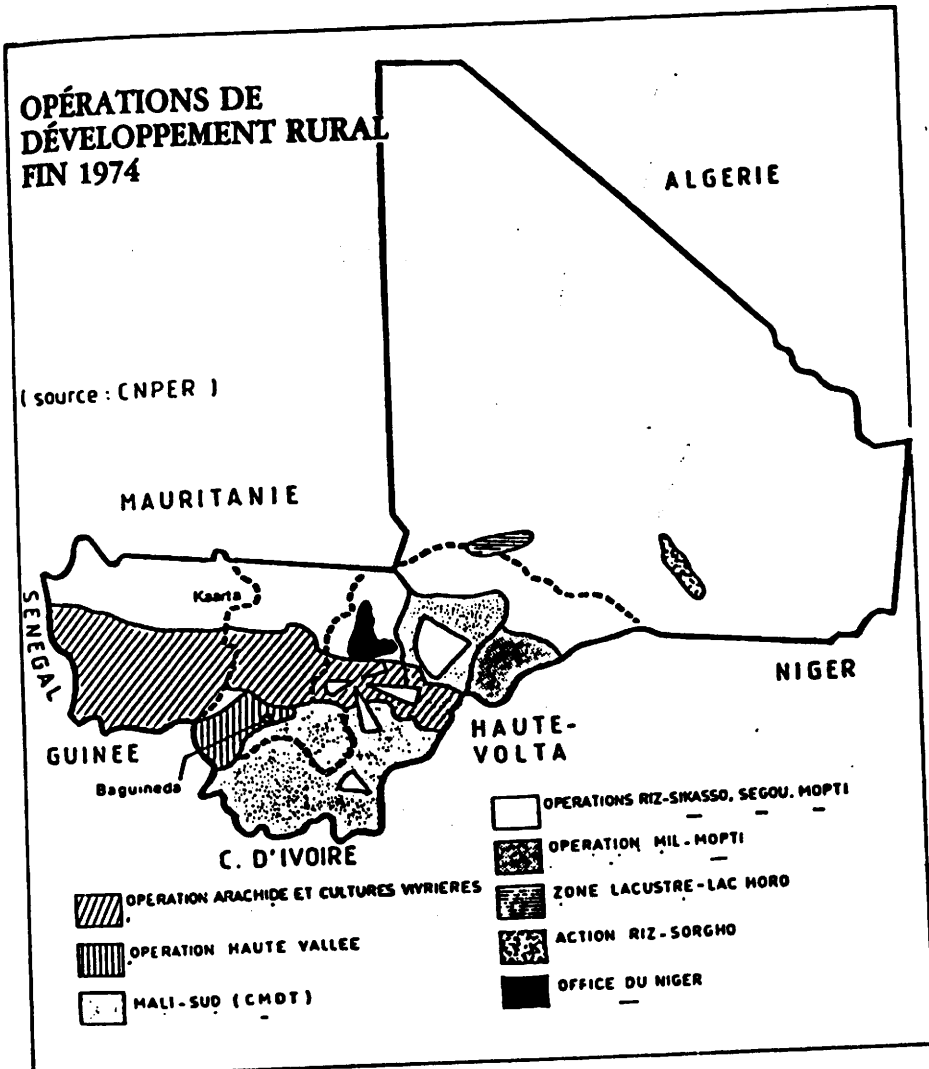 OPÉRATIONS DE
DÉVELOPPEMENT RURAL
FIN 1974
ALGERIE
( source : CNPER )
MAURITANIE
Kaarta
SENEGAL
NIGER
GUINEE
HAUTE-
VOLTA
Baguineda
C. D'IVOIRE
OPERATION ARACHIDE ET CULTURES VIVRIERES
OPERATION HAUTE VALLEE
MALI-SUD ( CMDT )
OPERATIONS RIZ-SIKASSO, SEGOU, MOPTI
OPERATION MIL-MOPTI
ZONE LACUSTRE-LAC HORO
ACTION RIZ-SORGHO
OFFICE DU NIGER